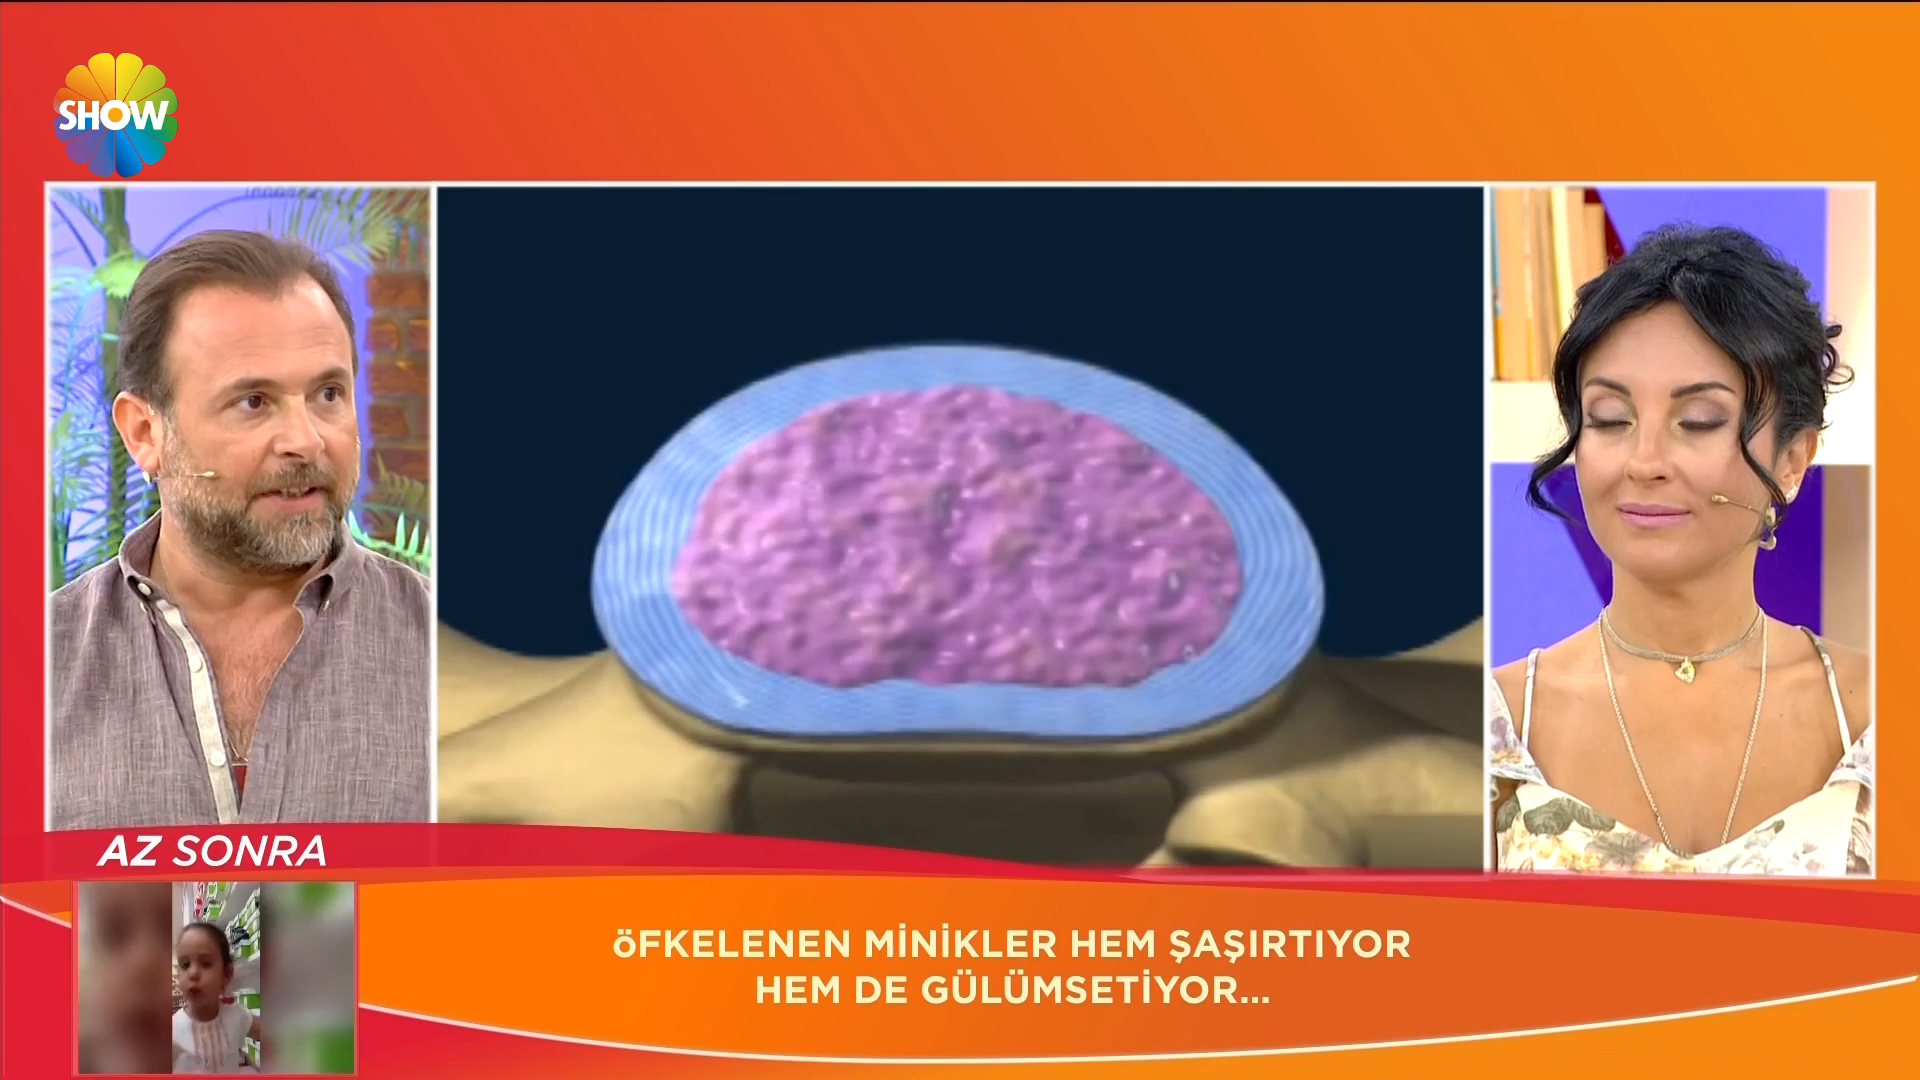 SHOW
AZ SONRA
öFKELENEN MİNİKLER HEM ŞAŞIRTIYOR
HEM DE GÜLÜMSETİYOR...